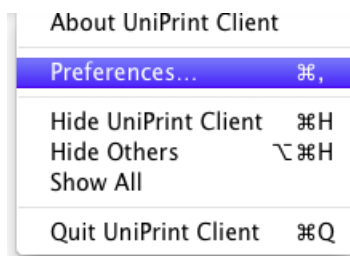 About UniPrint Client
Preferences... ⌘,
Hide UniPrint Client ⌘H
Hide Others ⌥⌘H
Show All
Quit UniPrint Client ⌘Q